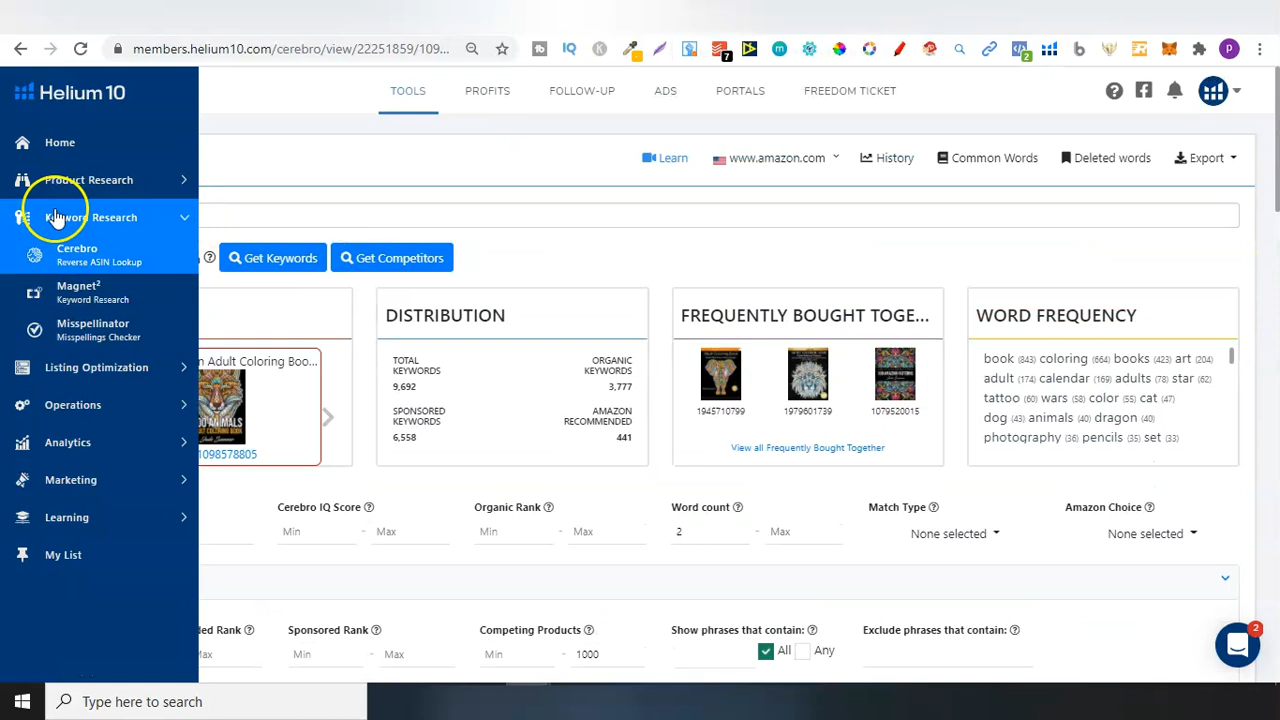 members.helium10.com/cerebro/view/22251859/109...
7
2
P
Helium 10
TOOLS
PROFITS
FOLLOW-UP
ADS
PORTALS
FREEDOM TICKET
Home
Product Research
Keyword Research
Cerebro
Reverse ASIN Lookup
Magnet²
Keyword Research
Misspellinator
Misspellings Checker
Listing Optimization
Operations
Analytics
Marketing
Learning
My List
Learn
www.amazon.com
History
Common Words
Deleted words
Export
Get Keywords
Get Competitors
m Adult Coloring Boo...
1098578805
DISTRIBUTION
TOTAL KEYWORDS
9,692
ORGANIC KEYWORDS
3,777
SPONSORED KEYWORDS
6,558
AMAZON RECOMMENDED
441
FREQUENTLY BOUGHT TOGE...
1945710799
1979601739
1079520015
View all Frequently Bought Together
WORD FREQUENCY
book (843) coloring (664) books (423) art (204)
adult (174) calendar (169) adults (78) star (62)
tattoo (60) wars (58) color (55) cat (47)
dog (43) animals (40) dragon (40)
photography (36) pencils (35) set (33)
Cerebro IQ Score
Min - Max
Organic Rank
Min - Max
Word count
2 - Max
Match Type
None selected
Amazon Choice
None selected
ded Rank
Max
Sponsored Rank
Min - Max
Competing Products
Min - 1000
Show phrases that contain:
All
Any
Exclude phrases that contain:
2
Type here to search